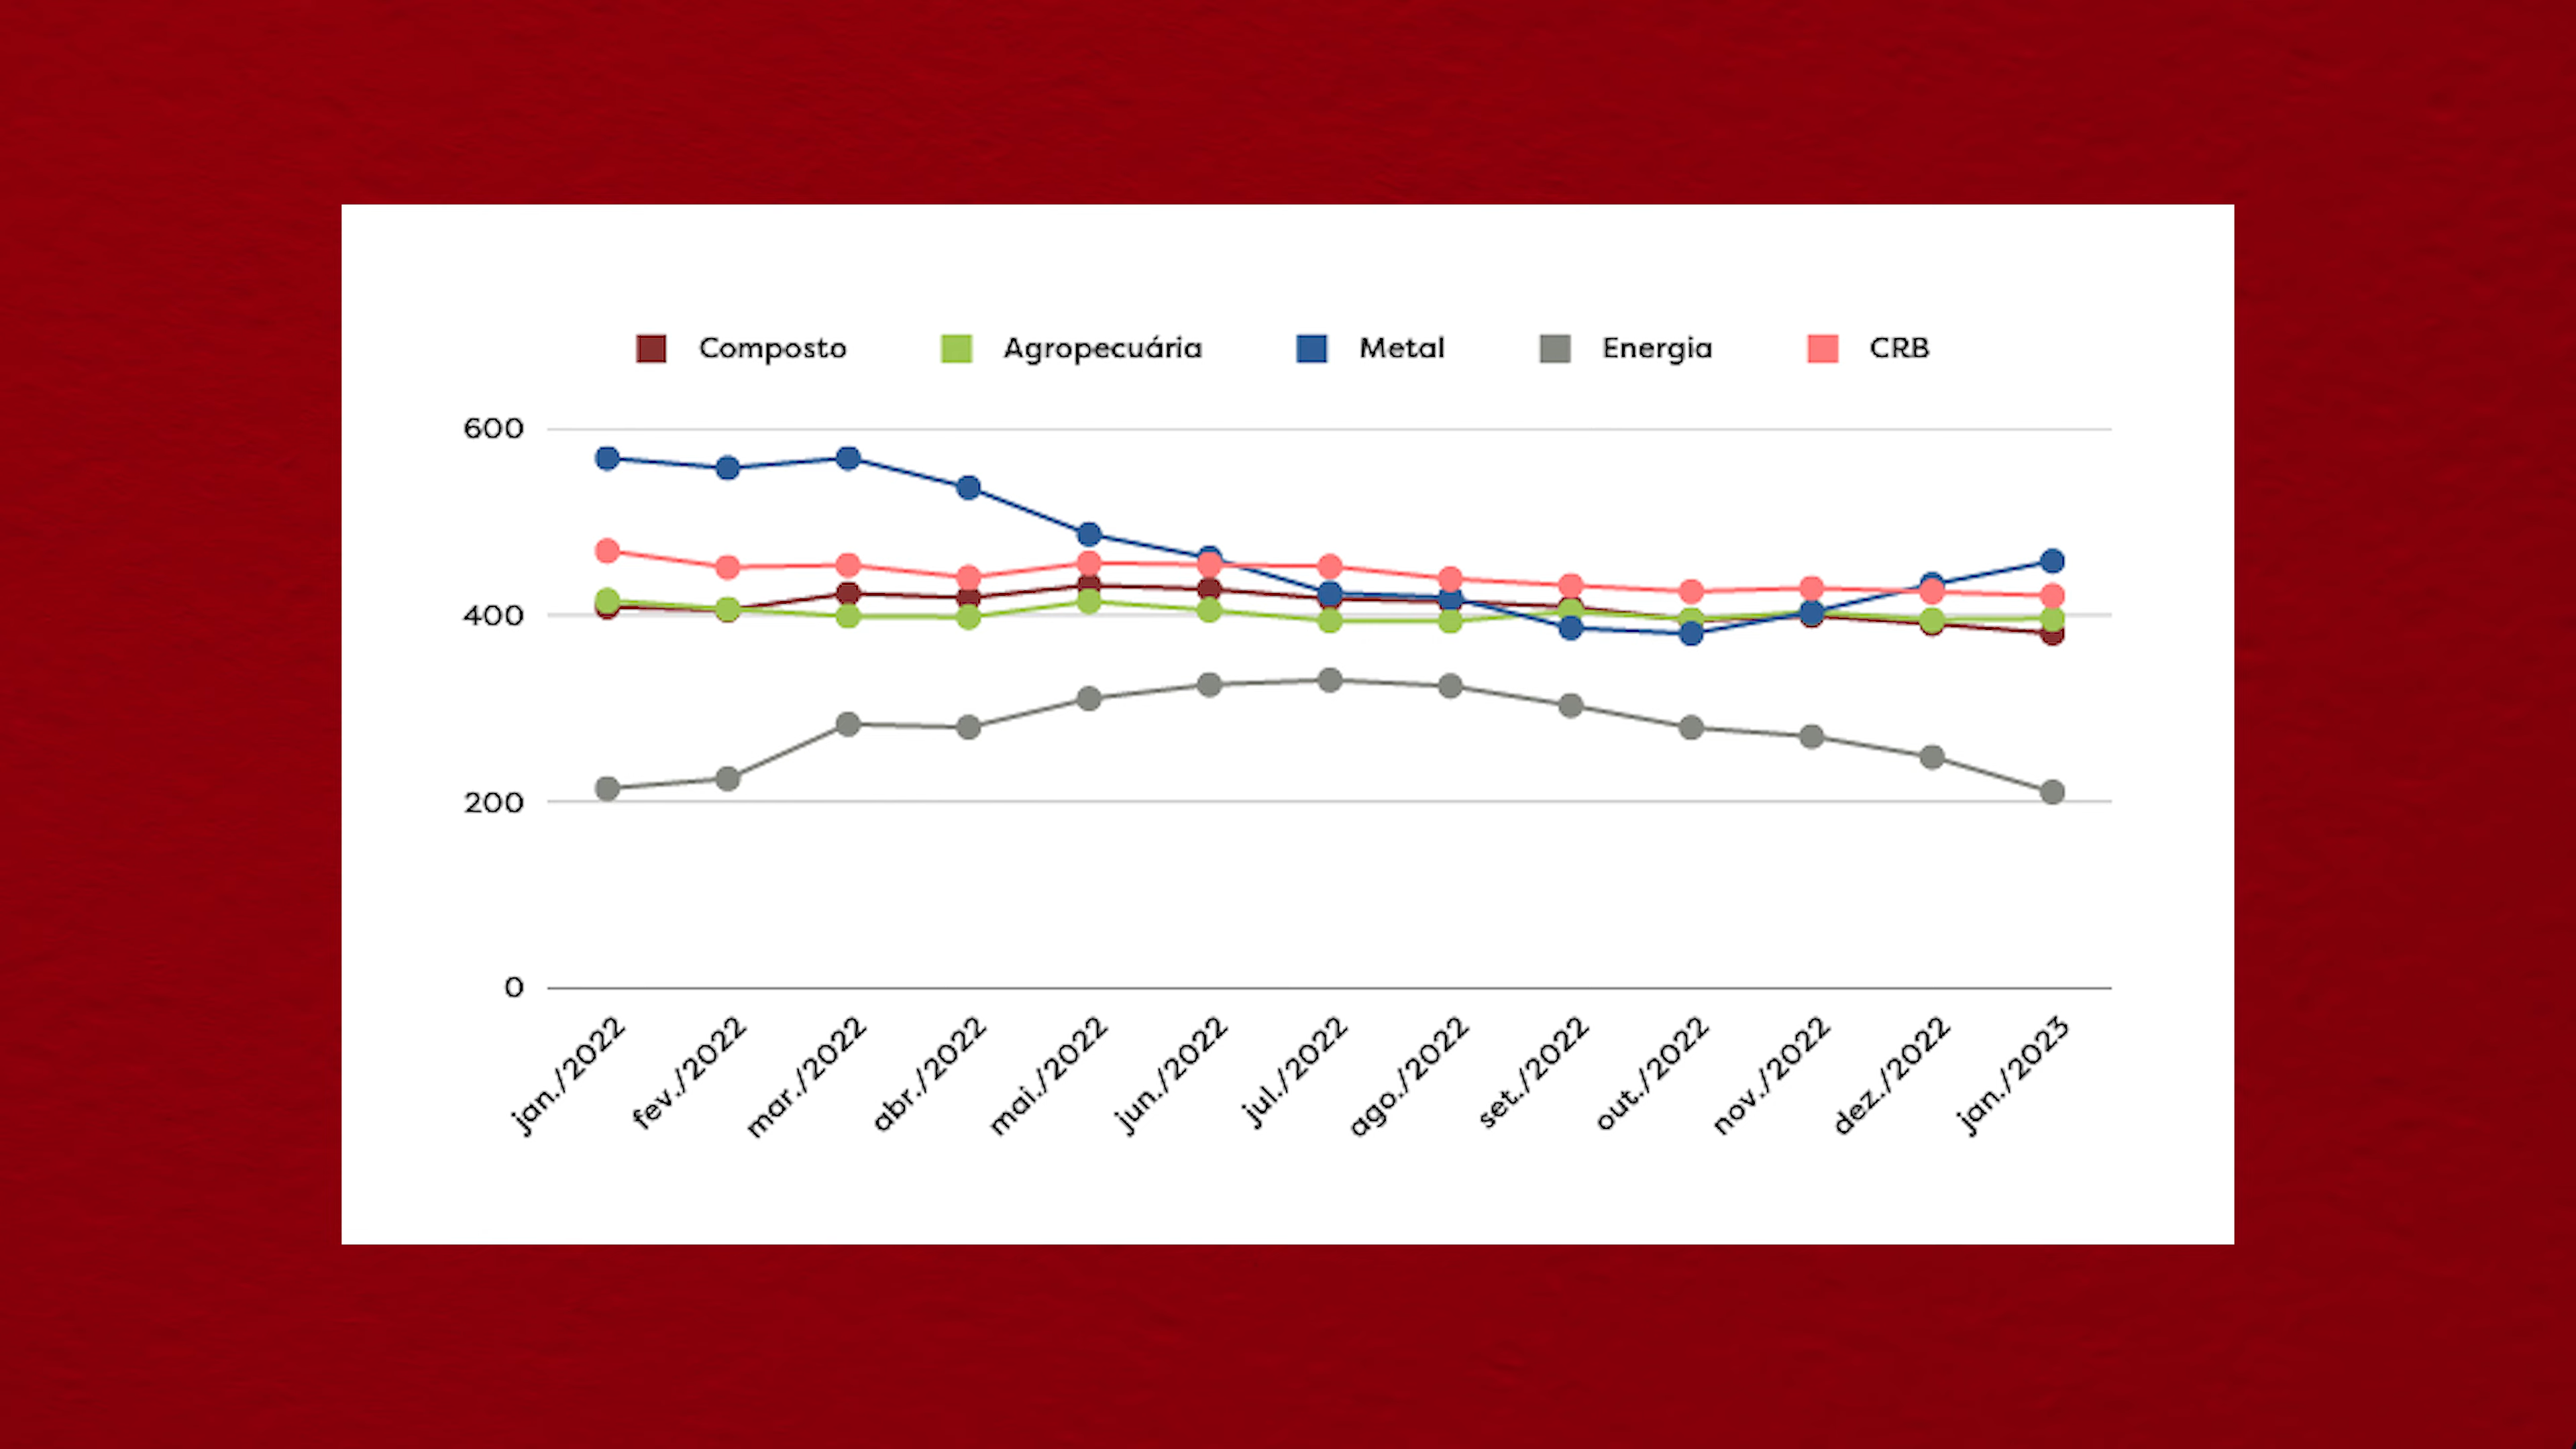 Composto Agropecuária Metal Energia CRB
600
400
200
0
jan./2022 fev./2022 mar./2022 abr./2022 mai./2022 jun./2022 jul./2022 ago./2022 set./2022 out./2022 nov./2022 dez./2022 jan./2023